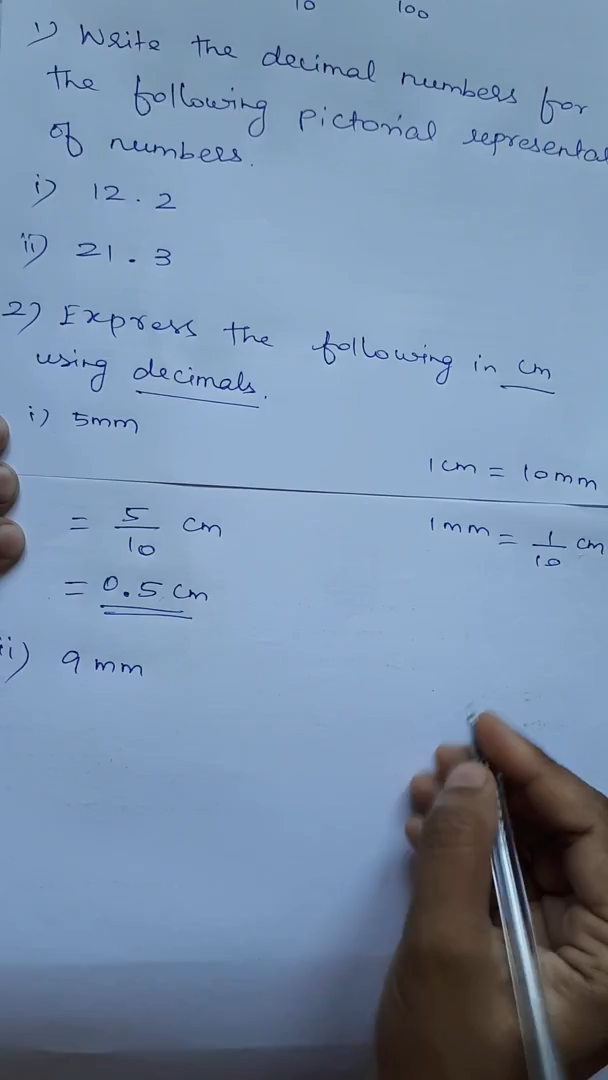 10 100
1) Write the decimal numbers for
the following pictorial representa
of numbers.
i) 12.2
ii) 21.3
2) Express the following in cm
using decimals.
i) 5mm
1cm = 10mm
= 5/10 cm
1mm = 1/10 cm
= 0.5 cm
ii) 9 mm